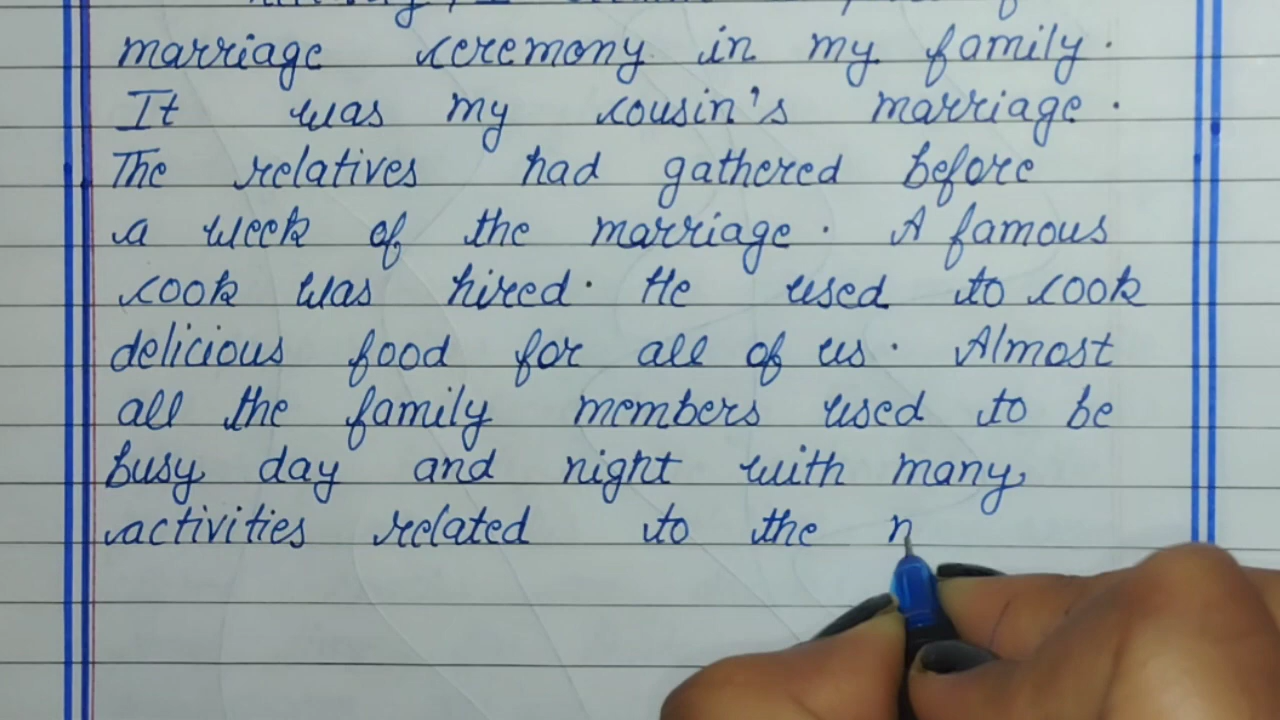 marriage ceremony in my family.
It was my cousin's marriage.
The relatives had gathered before
a week of the marriage. A famous
cook was hired. He used to cook
delicious food for all of us. Almost
all the family members used to be
busy day and night with many
activities related to the